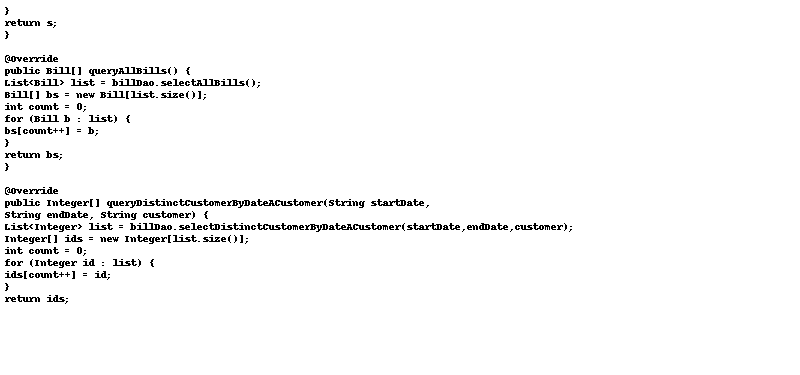 }
return s;
}
@Override
public Bill[] queryAllBills() {
List<Bill> list = billDao.selectAllBills();
Bill[] bs = new Bill[list.size()];
int count = 0;
for (Bill b : list) {
bs[count++] = b;
}
return bs;
}
@Override
public Integer[] queryDistinctCustomerByDateACustomer(String startDate,
String endDate, String customer) {
List<Integer> list = billDao.selectDistinctCustomerByDateACustomer(startDate,endDate,customer);
Integer[] ids = new Integer[list.size()];
int count = 0;
for (Integer id : list) {
ids[count++] = id;
}
return ids;